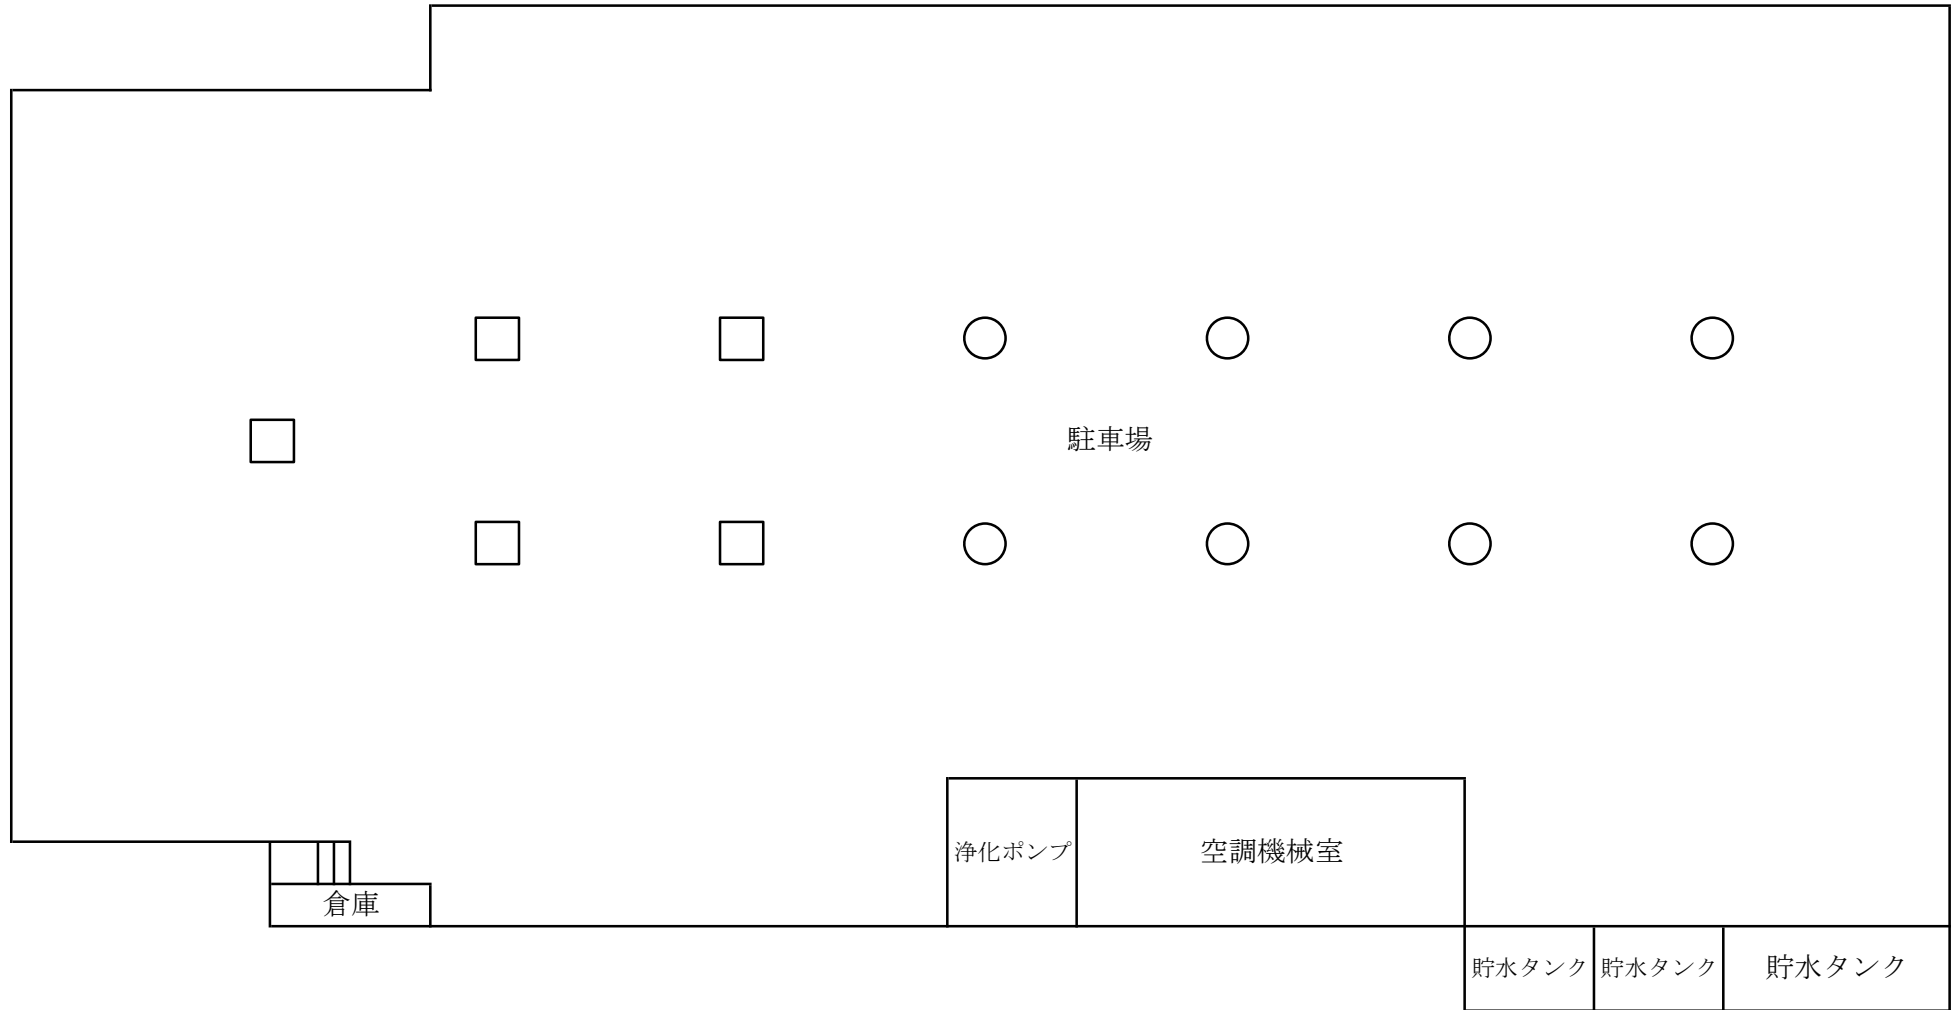 駐車場
浄化ポンプ
空調機械室
倉庫
貯水タンク
貯水タンク
貯水タンク